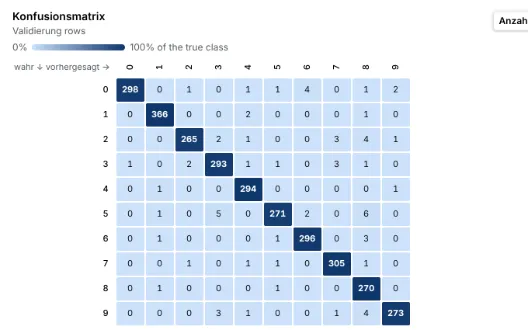 Konfusionsmatrix
Validierung rows
Anzah
0% 100% of the true class
wahr ↓ vorhergesagt → 0 1 2 3 4 5 6 7 8 9
0 298 0 1 0 1 1 4 0 1 2
1 0 366 0 0 2 0 0 0 1 0
2 0 0 265 2 1 0 0 3 4 1
3 1 0 2 293 1 1 0 3 1 0
4 0 1 0 0 294 0 0 0 0 1
5 0 1 0 5 0 271 2 0 6 0
6 0 1 0 0 0 1 296 0 3 0
7 0 0 1 0 1 1 0 305 1 0
8 0 1 0 0 0 1 0 0 270 0
9 0 0 0 3 1 0 0 1 4 273